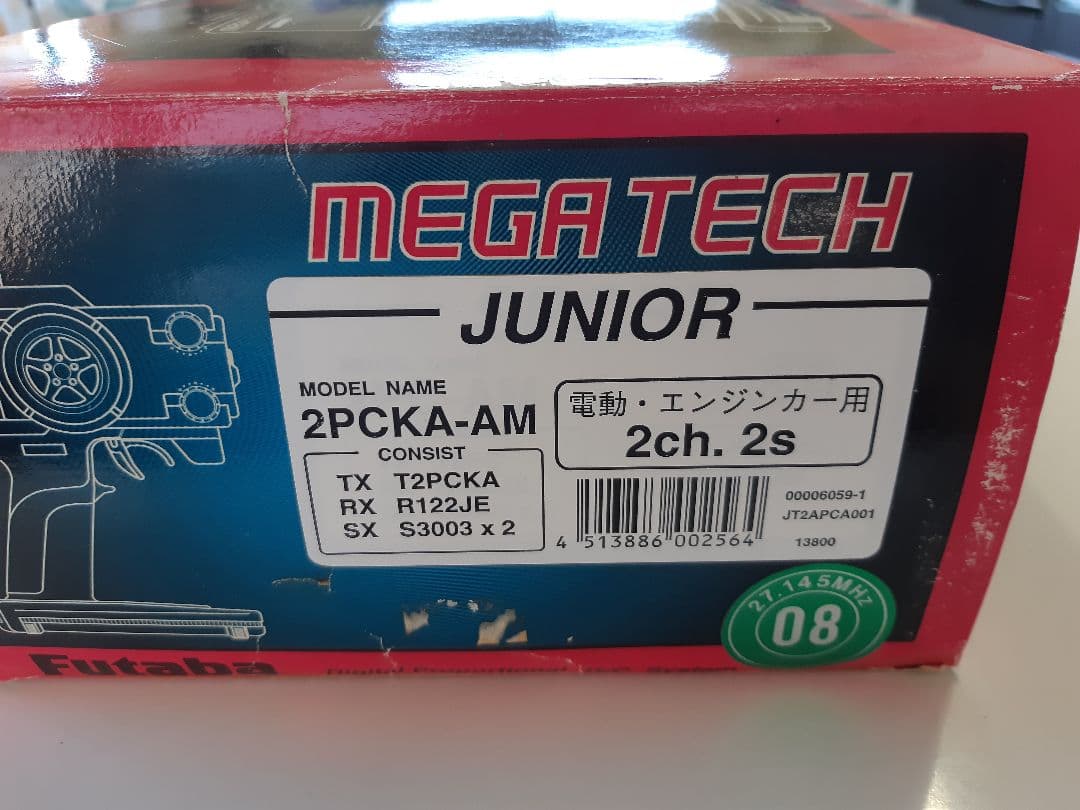 MEGA TECH
JUNIOR
MODEL NAME
2PCKA-AM
CONSIST
TX T2PCKA
RX R122JE
SX S3003 x 2
電動・エンジンカー用
2ch. 2s
4 513886 002564
00006059-1
JT2APCA001
13800
27.145MHz
08
Futaba